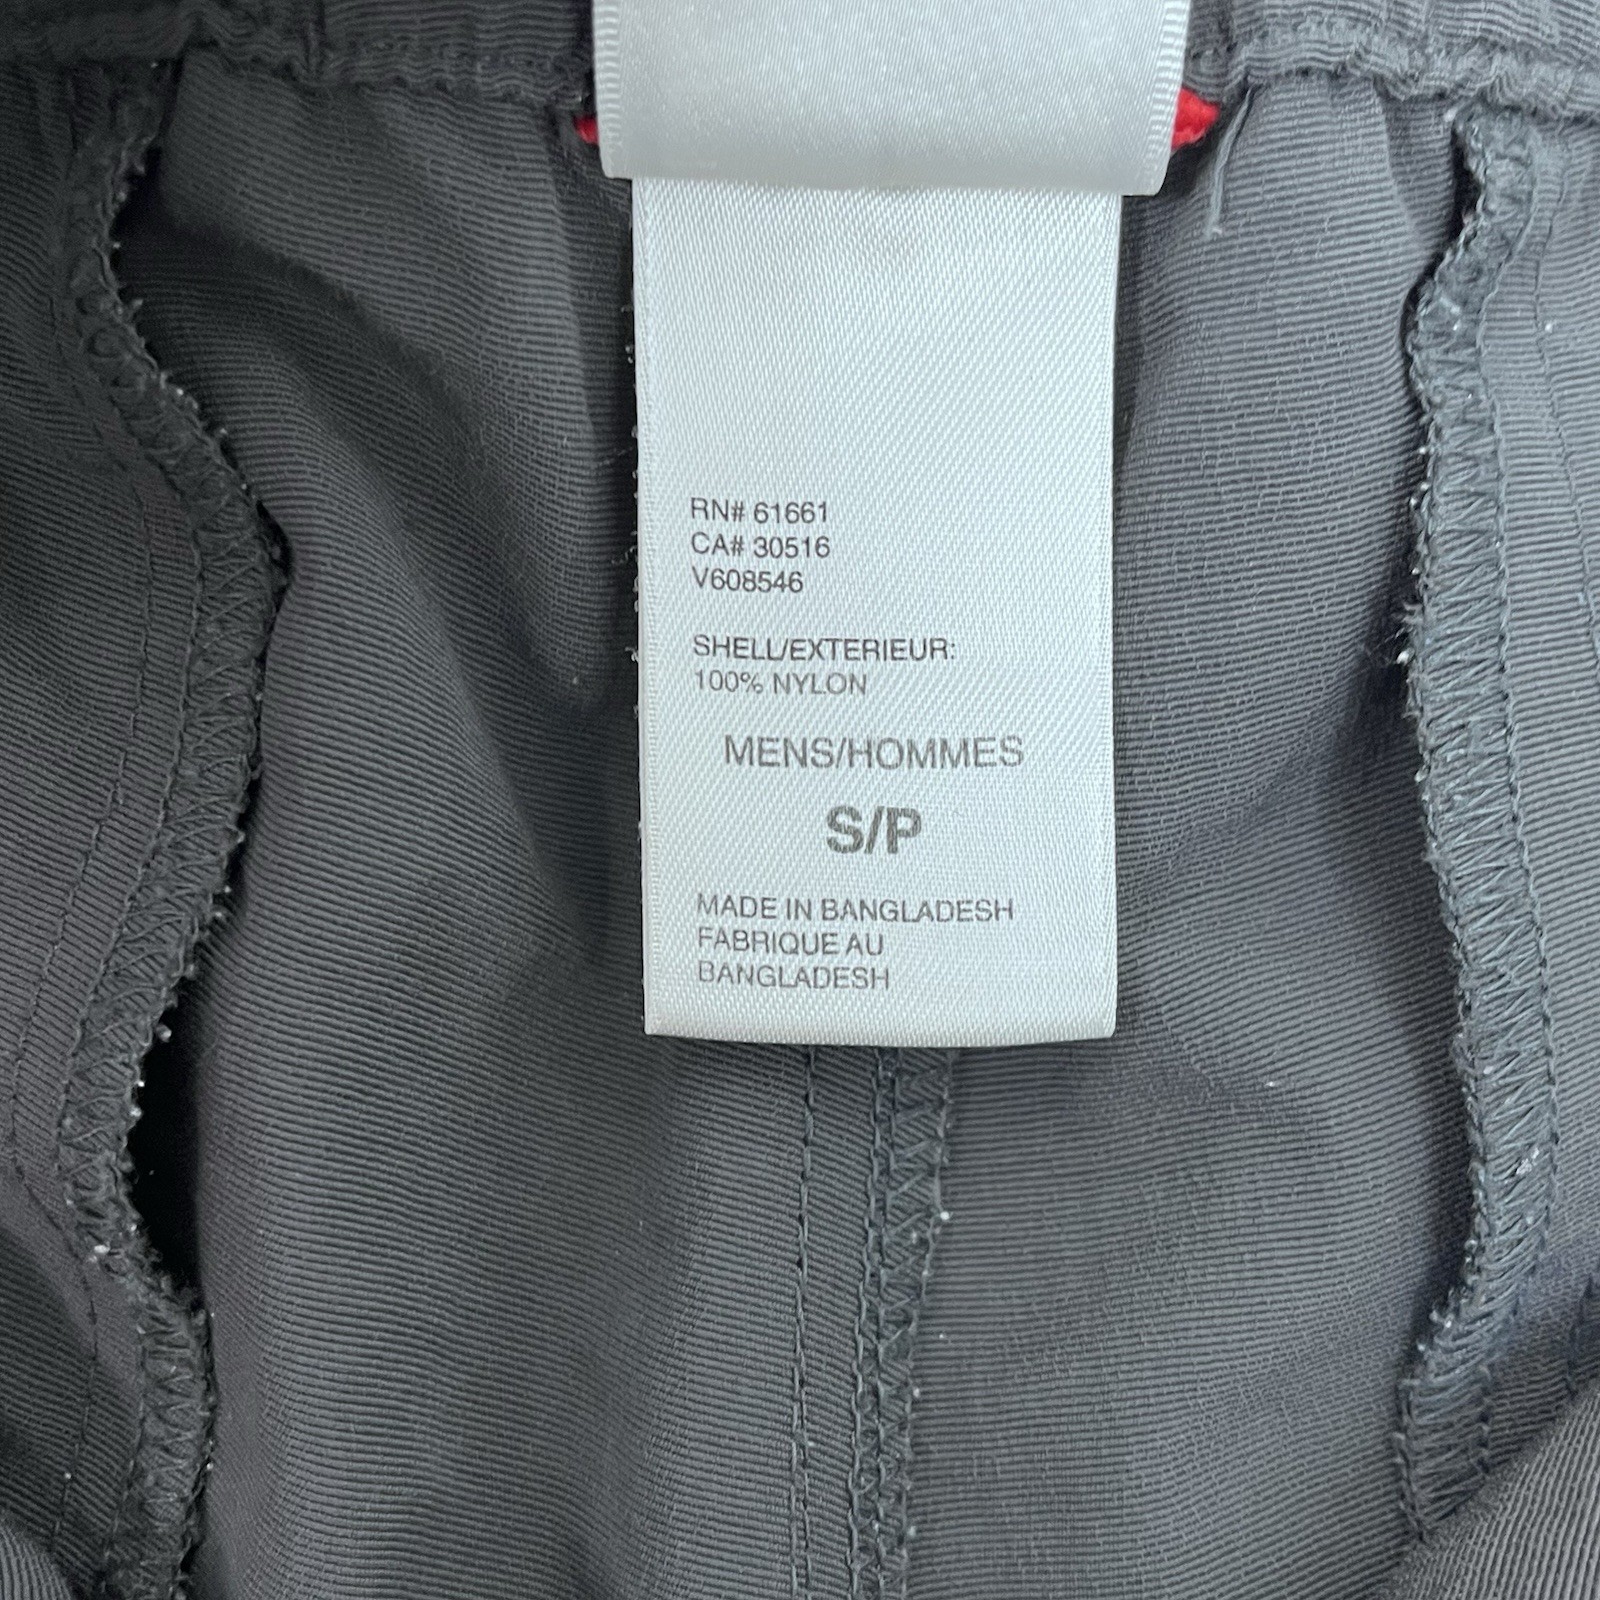 RN# 61661
CA# 30516
V608546
SHELL/EXTERIEUR:
100% NYLON
MENS/HOMMES
S/P
MADE IN BANGLADESH
FABRIQUE AU
BANGLADESH